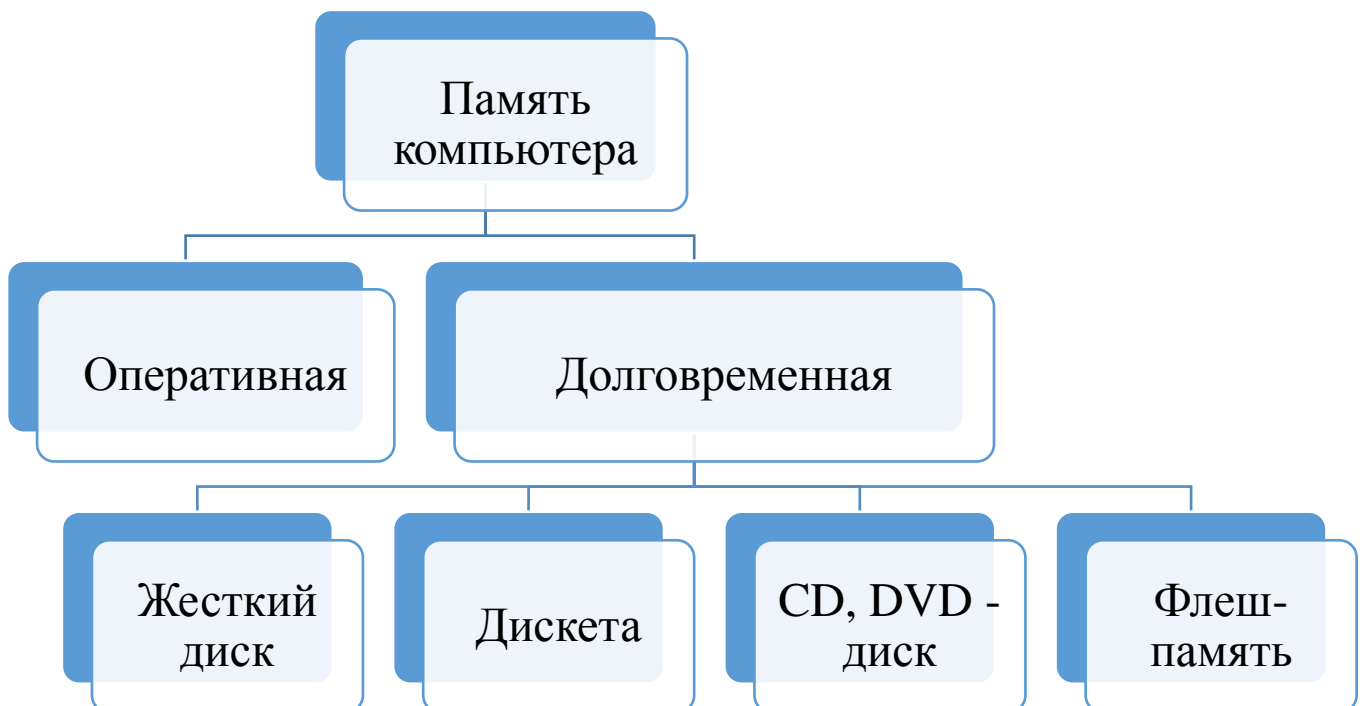 Память
компьютера
Оперативная
Долговременная
Жесткий
диск
Дискета
CD, DVD -
диск
Флеш-
память